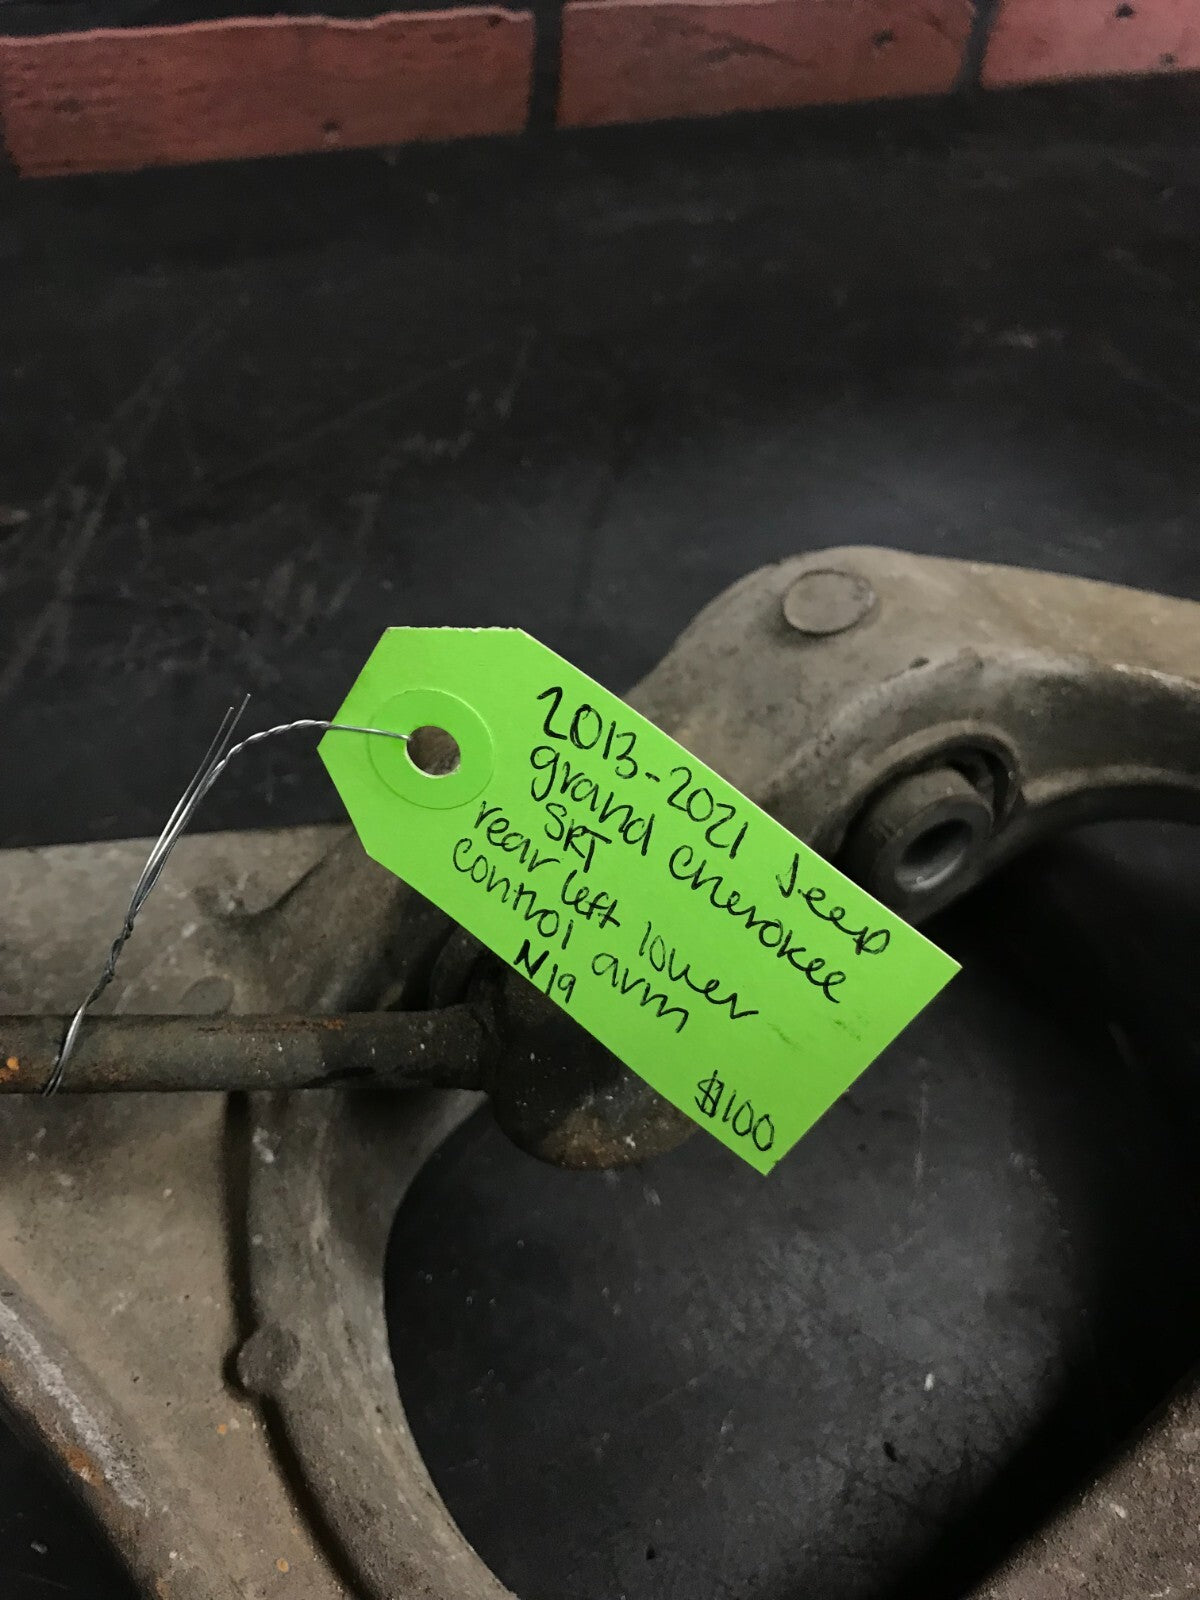 2013-2021 Jeep
grand cherokee
SRT
rear left lower
control arm
N19
$100